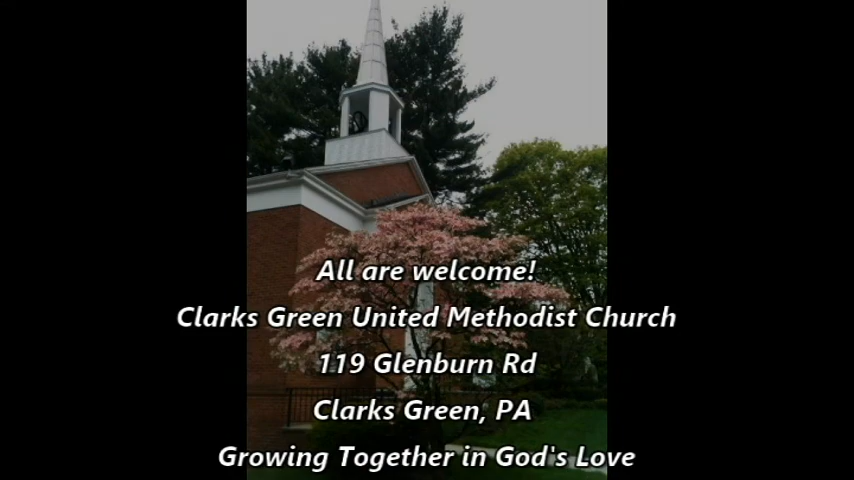 All are welcome!
Clarks Green United Methodist Church
119 Glenburn Rd
Clarks Green, PA
Growing Together in God's Love